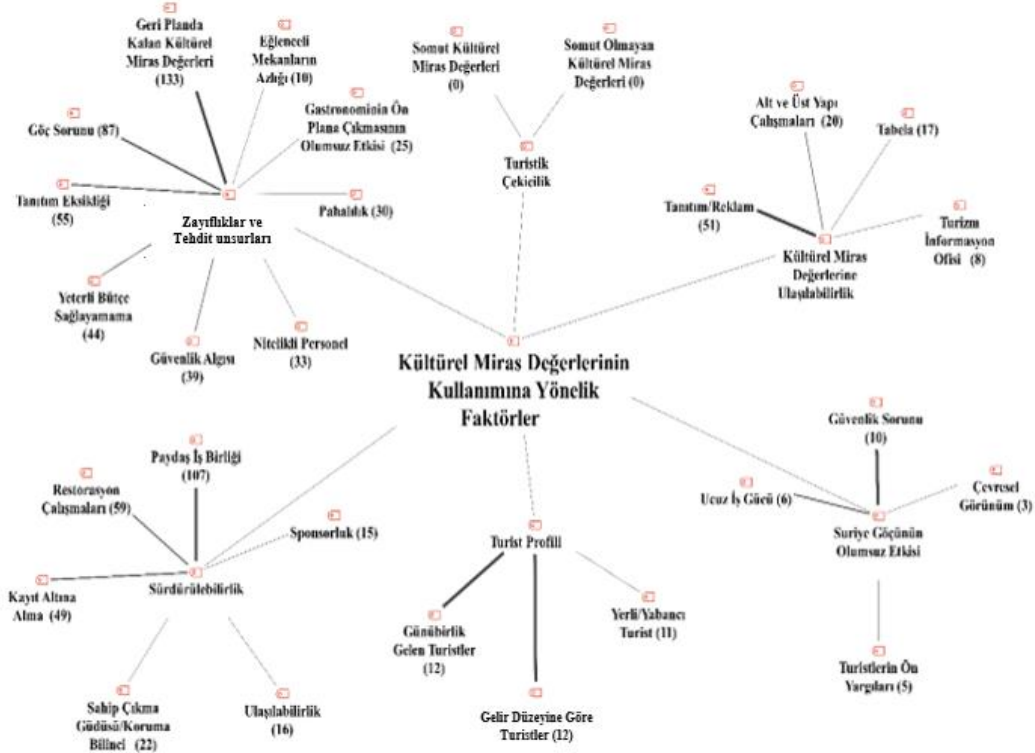 Geri Planda
Kalan Kültürel
Miras Değerleri
(133)
Eğlenceli
Mekanların
Azlığı (10)
Gastronominin Ön
Plana Çıkmasının
Olumsuz Etkisi (25)
Göç Sorunu (87)
Tanıtım Eksikliği
(55)
Pahalılık (30)
Zayıflıklar ve
Tehdit unsurları
Yeterli Bütçe
Sağlayamama
(44)
Güvenlik Algısı
(39)
Nitelikli Personel
(33)
Somut Kültürel
Miras Değerleri
(0)
Somut Olmayan
Kültürel Miras
Değerleri (0)
Turistik
Çekicilik
Alt ve Üst Yapı
Çalışmaları (20)
Tabela (17)
Tanıtım/Reklam
(51)
Turizm
İnformasyon
Ofisi (8)
Kültürel Miras
Değerlerine
Ulaşılabilirlik
Kültürel Miras Değerlerinin
Kullanımına Yönelik
Faktörler
Paydaş İş Birliği
(107)
Restorasyon
Çalışmaları (59)
Sponsorluk (15)
Kayıt Altına
Alma (49)
Sürdürülebilirlik
Sahip Çıkma
Güdüsü/Koruma
Bilinci (22)
Ulaşılabilirlik
(16)
Turist Profili
Günübirlik
Gelen Turistler
(12)
Yerli/Yabancı
Turist (11)
Gelir Düzeyine Göre
Turistler (12)
Güvenlik Sorunu
(10)
Ucuz İş Gücü (6)
Çevresel
Görünüm (3)
Suriye Göçünün
Olumsuz Etkisi
Turistlerin Ön
Yargıları (5)